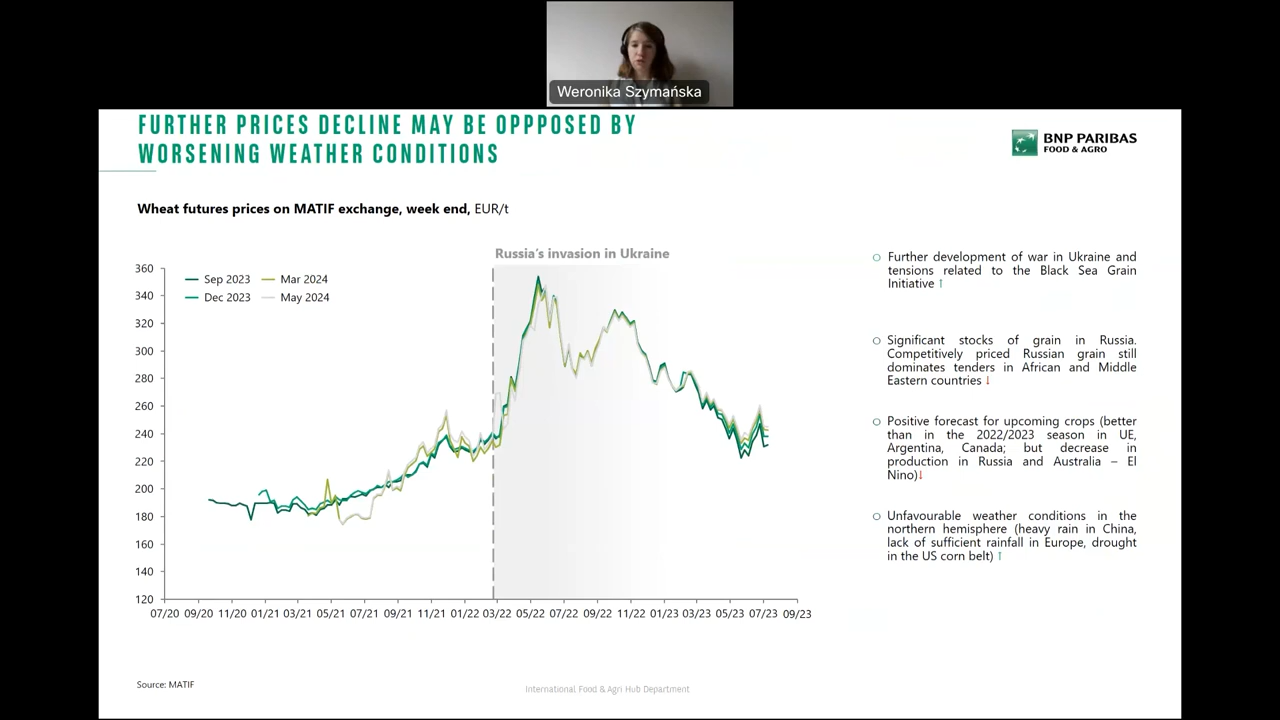 Weronika Szymańska
FURTHER PRICES DECLINE MAY BE OPPPOSED BY
WORSENING WEATHER CONDITIONS
BNP PARIBAS
FOOD & AGRO
Wheat futures prices on MATIF exchange, week end, EUR/t
Russia's invasion in Ukraine
360
340
320
300
280
260
240
220
200
180
160
140
120
Sep 2023 Mar 2024
Dec 2023 May 2024
07/20 09/20 11/20 01/21 03/21 05/21 07/21 09/21 11/21 01/22 03/22 05/22 07/22 09/22 11/22 01/23 03/23 05/23 07/23 09/23
Further development of war in Ukraine and
tensions related to the Black Sea Grain
Initiative ↑
Significant stocks of grain in Russia.
Competitively priced Russian grain still
dominates tenders in African and Middle
Eastern countries ↓
Positive forecast for upcoming crops (better
than in the 2022/2023 season in UE,
Argentina, Canada; but decrease in
production in Russia and Australia – El
Nino)↓
Unfavourable weather conditions in the
northern hemisphere (heavy rain in China,
lack of sufficient rainfall in Europe, drought
in the US corn belt) ↑
Source: MATIF
International Food & Agri Hub Department